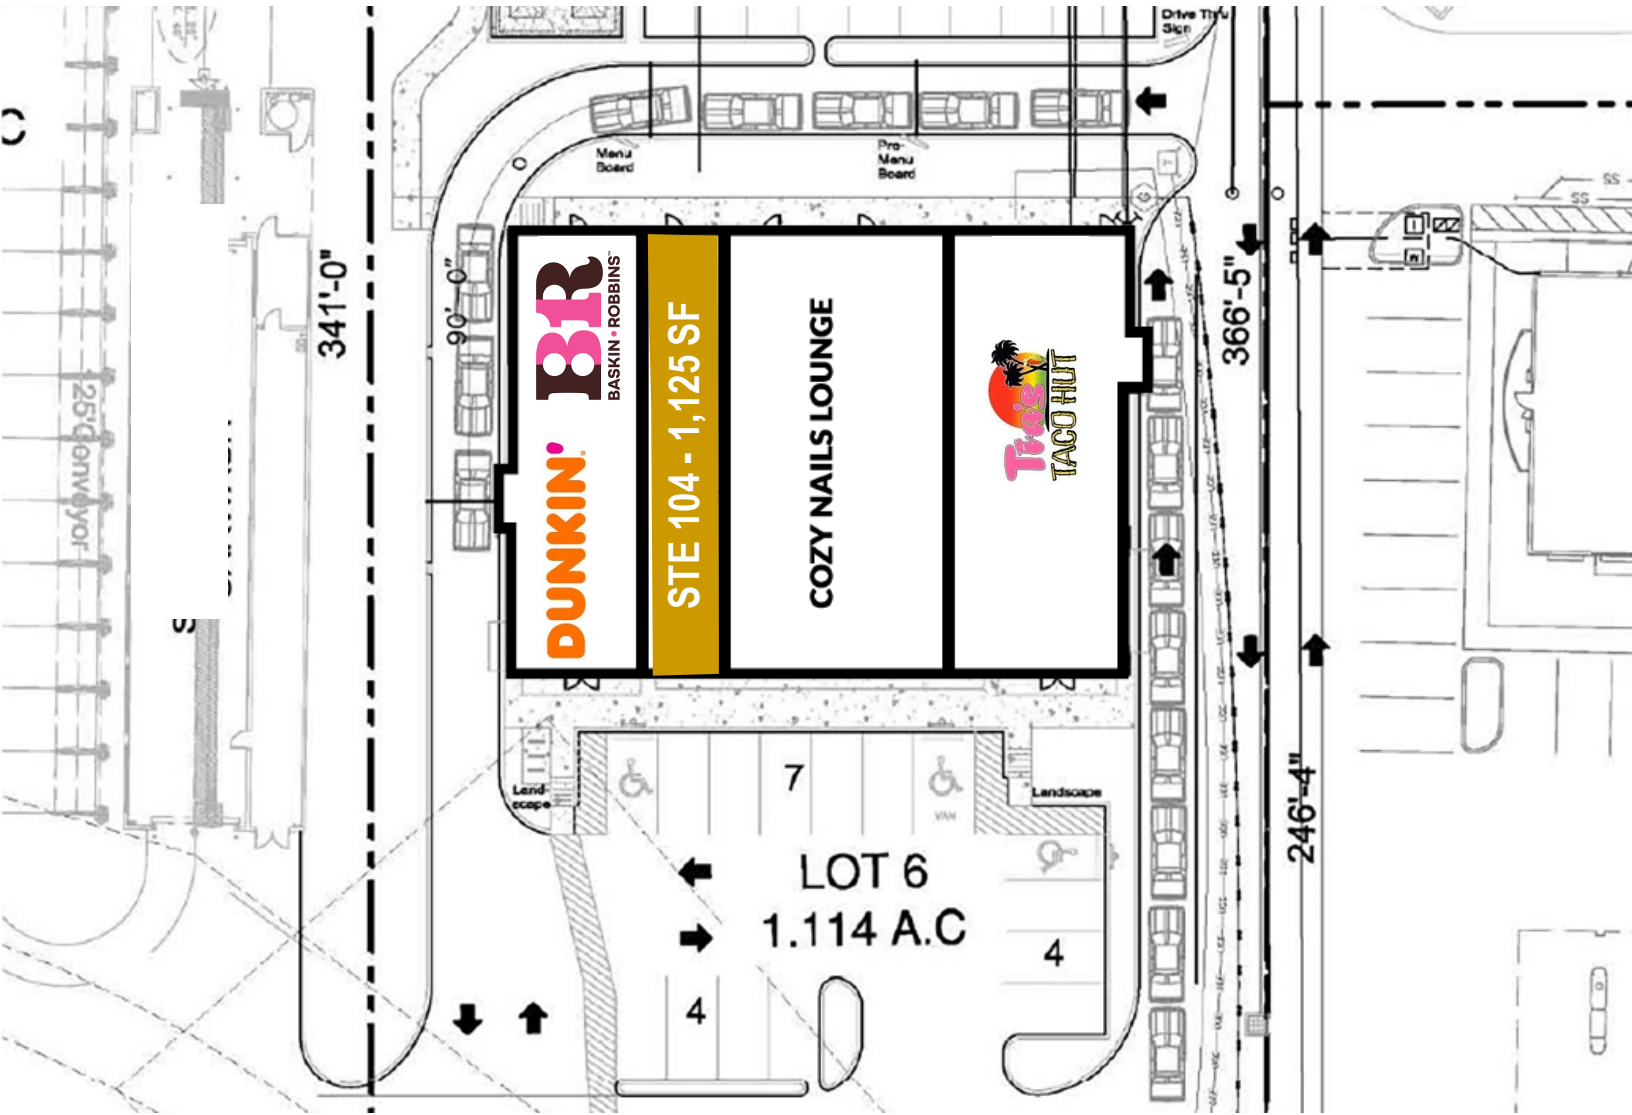 Drive Thru
Sign
C
Menu
Board
Pre-
Menu
Board
T
G
SS
SS
341'-0"
90'
0"
366'-5"
BR
BASKIN • ROBBINS™
DUNKIN'
STE 104 - 1,125 SF
COZY NAILS LOUNGE
Tia's
TACO HUT
25' Conveyor
S
Land-
scape
7
VAN
Landscape
246'-4"
LOT 6
1.114 A.C
4
4